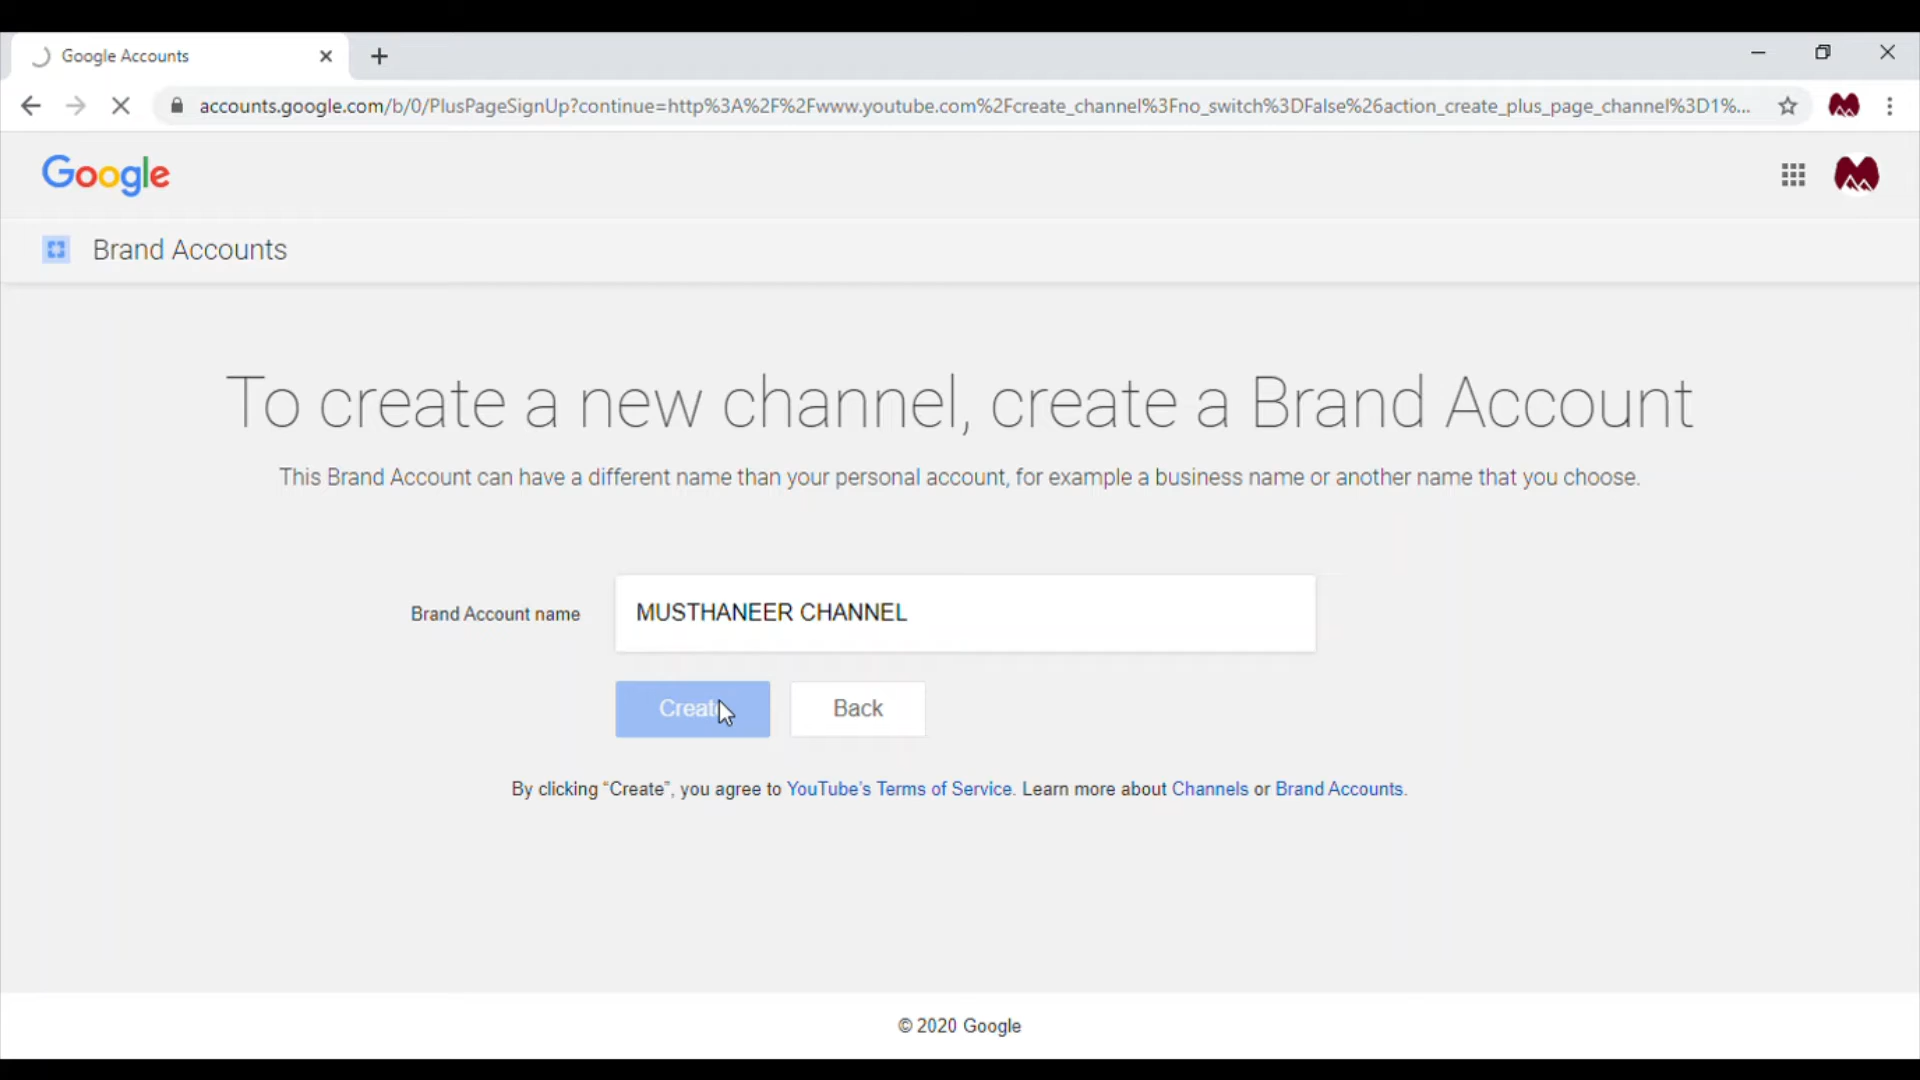 Google Accounts
accounts.google.com/b/0/PlusPageSignUp?continue=http%3A%2F%2Fwww.youtube.com%2Fcreate_channel%3Fno_switch%3DFalse%26action_create_plus_page_channel%3D1%...
Google
Brand Accounts
To create a new channel, create a Brand Account
This Brand Account can have a different name than your personal account, for example a business name or another name that you choose.
Brand Account name MUSTHANEER CHANNEL
Create Back
By clicking “Create”, you agree to YouTube's Terms of Service. Learn more about Channels or Brand Accounts.
© 2020 Google